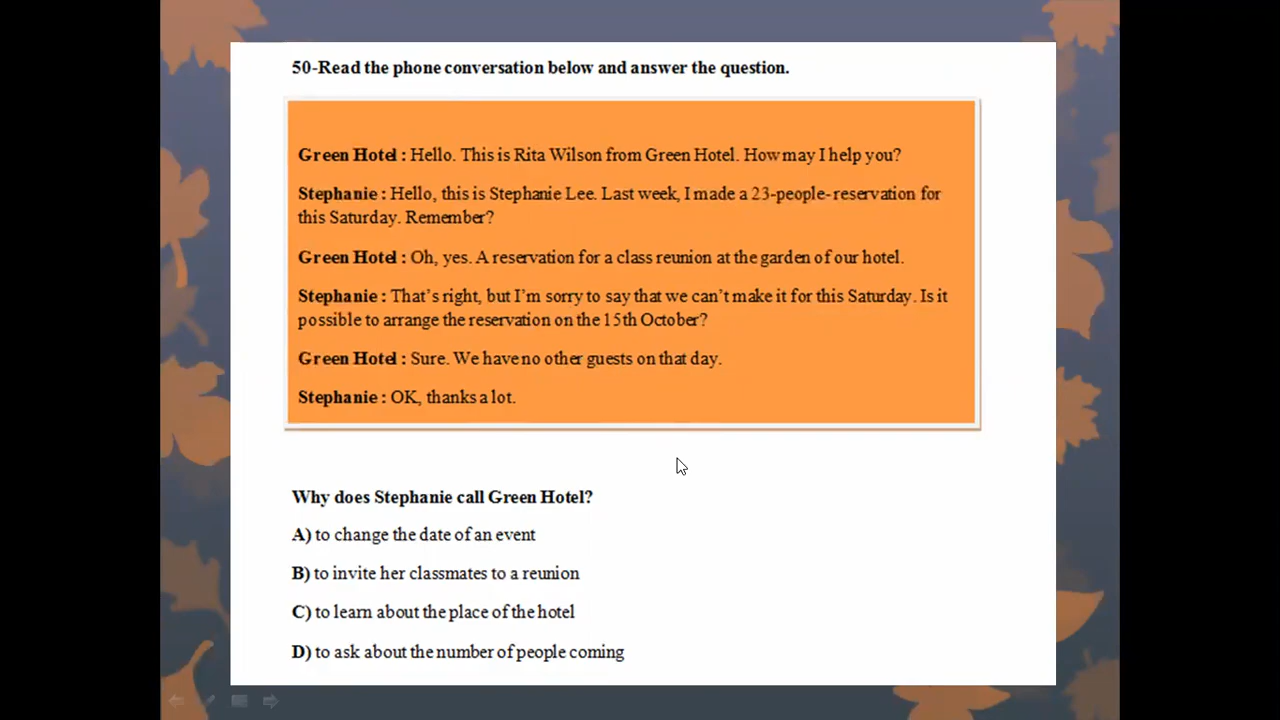 50-Read the phone conversation below and answer the question.
Green Hotel : Hello. This is Rita Wilson from Green Hotel. How may I help you?
Stephanie : Hello, this is Stephanie Lee. Last week, I made a 23-people- reservation for
this Saturday. Remember?
Green Hotel : Oh, yes. A reservation for a class reunion at the garden of our hotel.
Stephanie : That's right, but I'm sorry to say that we can't make it for this Saturday. Is it
possible to arrange the reservation on the 15th October?
Green Hotel : Sure. We have no other guests on that day.
Stephanie : OK, thanks a lot.
Why does Stephanie call Green Hotel?
A) to change the date of an event
B) to invite her classmates to a reunion
C) to learn about the place of the hotel
D) to ask about the number of people coming